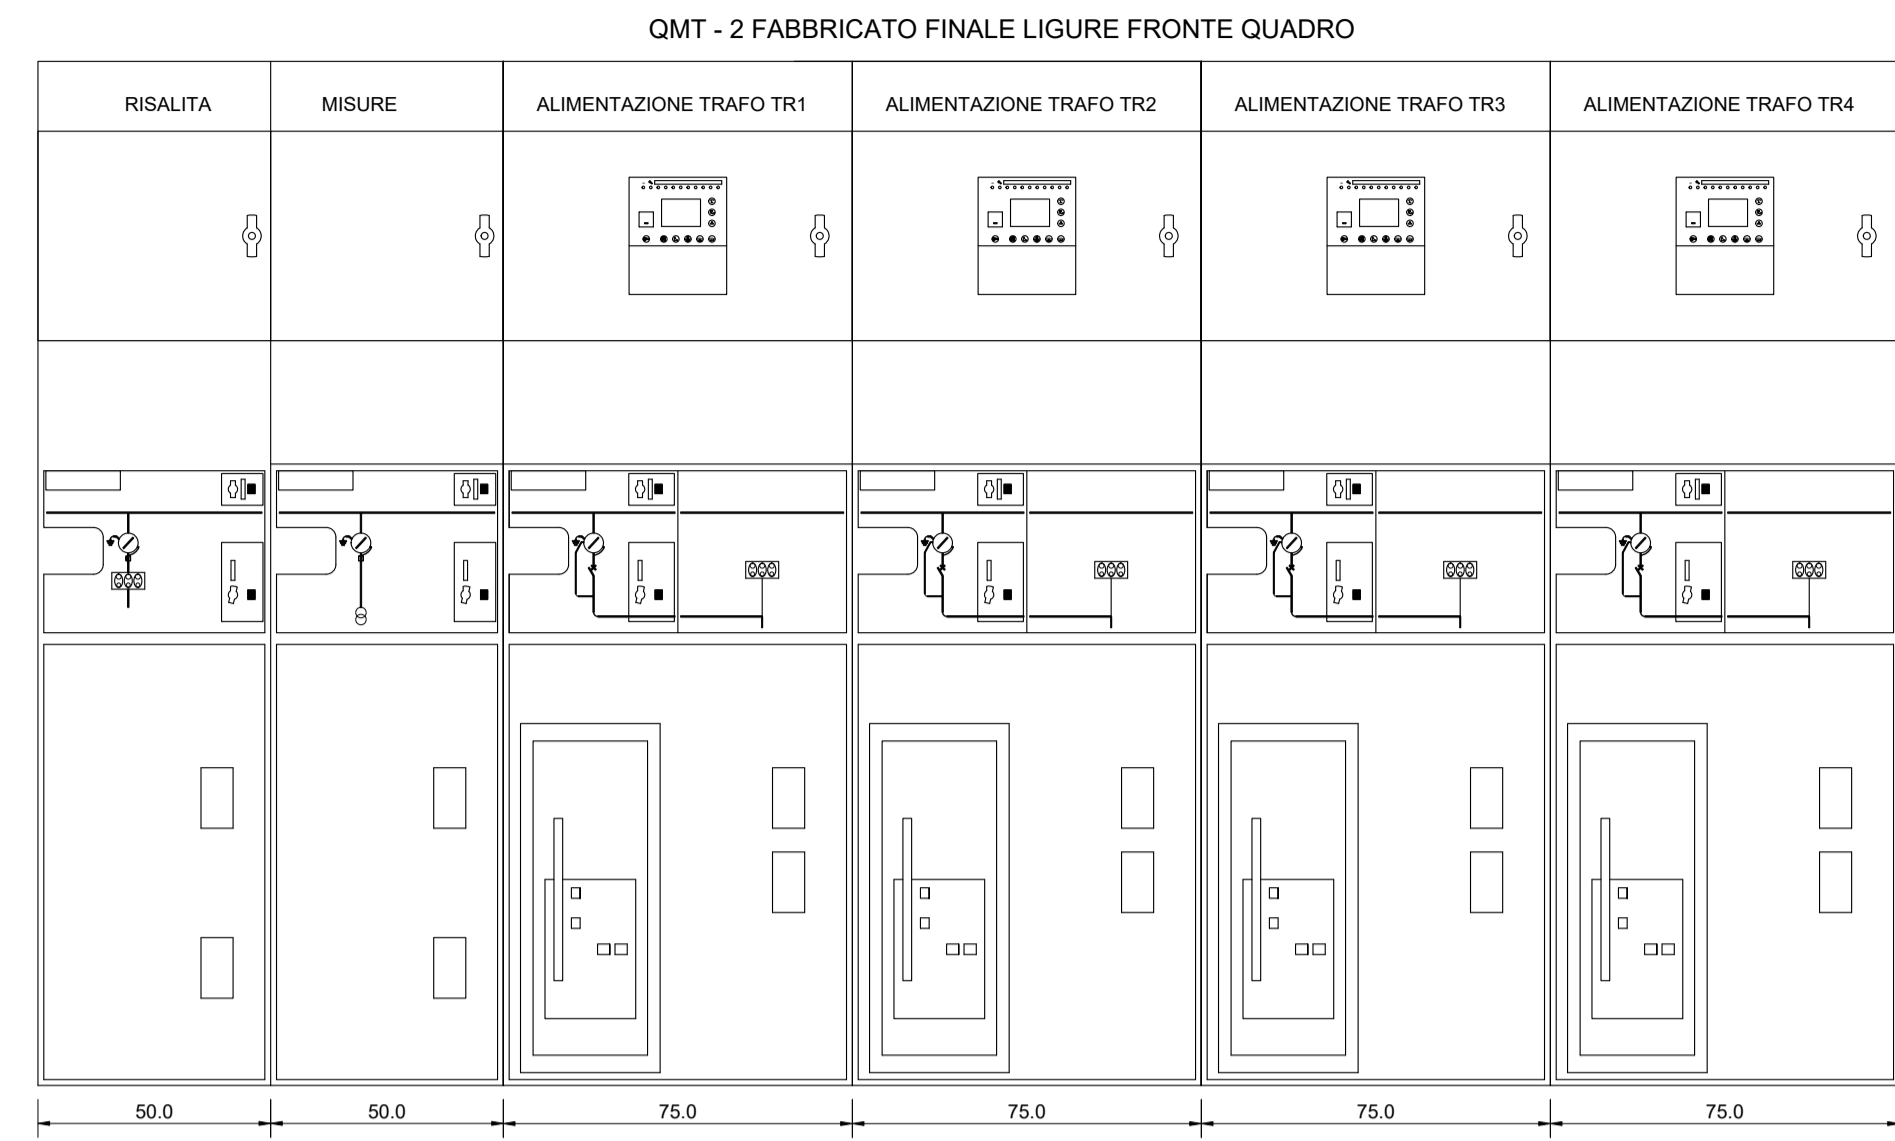 QMT - 2 FABBRICATO FINALE LIGURE FRONTE QUADRO
RISALITA MISURE ALIMENTAZIONE TRAFO TR1 ALIMENTAZIONE TRAFO TR2 ALIMENTAZIONE TRAFO TR3 ALIMENTAZIONE TRAFO TR4
50.0 50.0 75.0 75.0 75.0 75.0